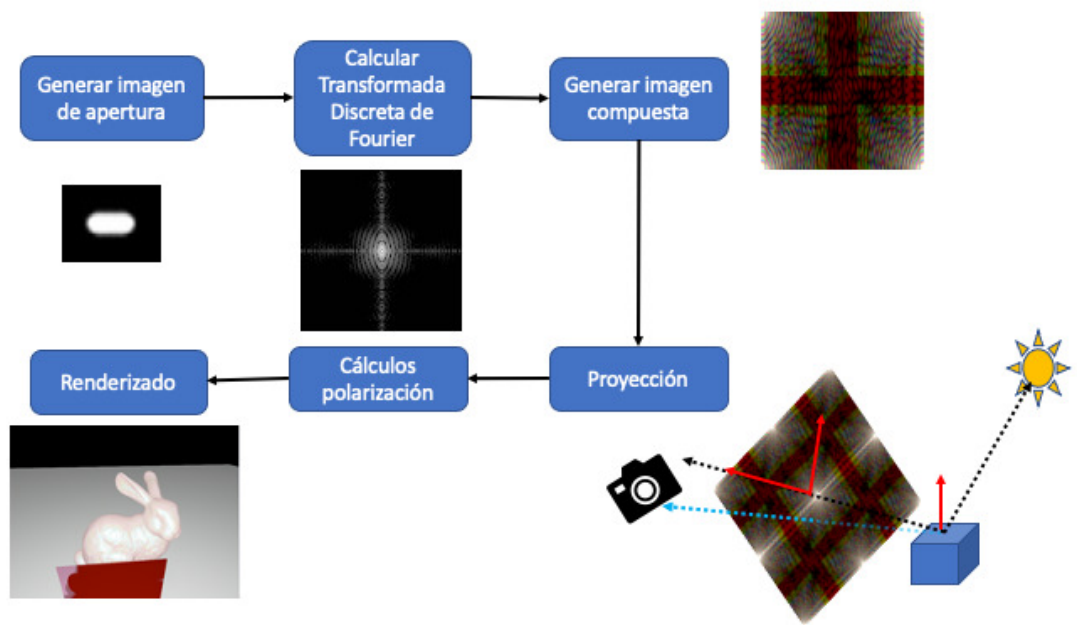 Generar imagen
de apertura
Calcular
Transformada
Discreta de
Fourier
Generar imagen
compuesta
Renderizado
Cálculos
polarización
Proyección